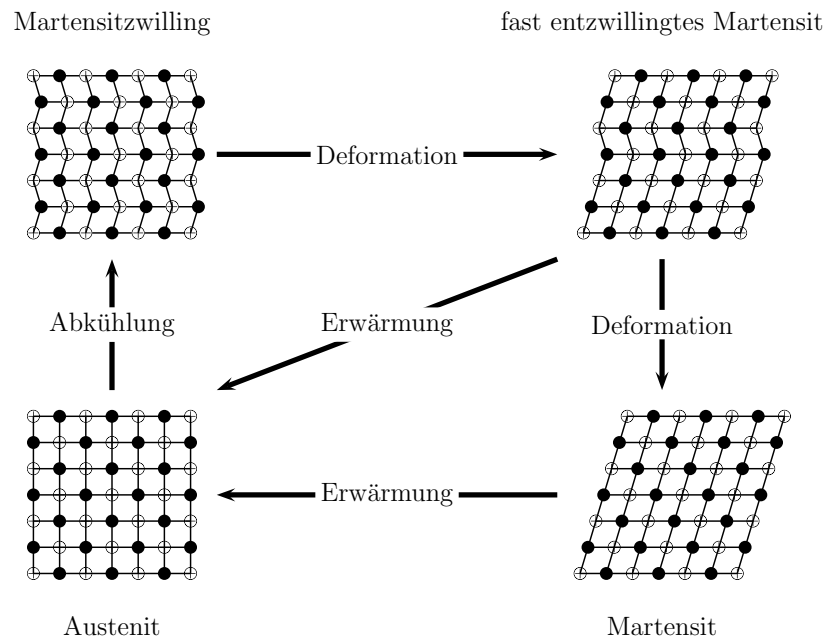 Martensitzwilling
fast entzwillingtes Martensit
Deformation
Abkühlung
Erwärmung
Deformation
Erwärmung
Austenit
Martensit